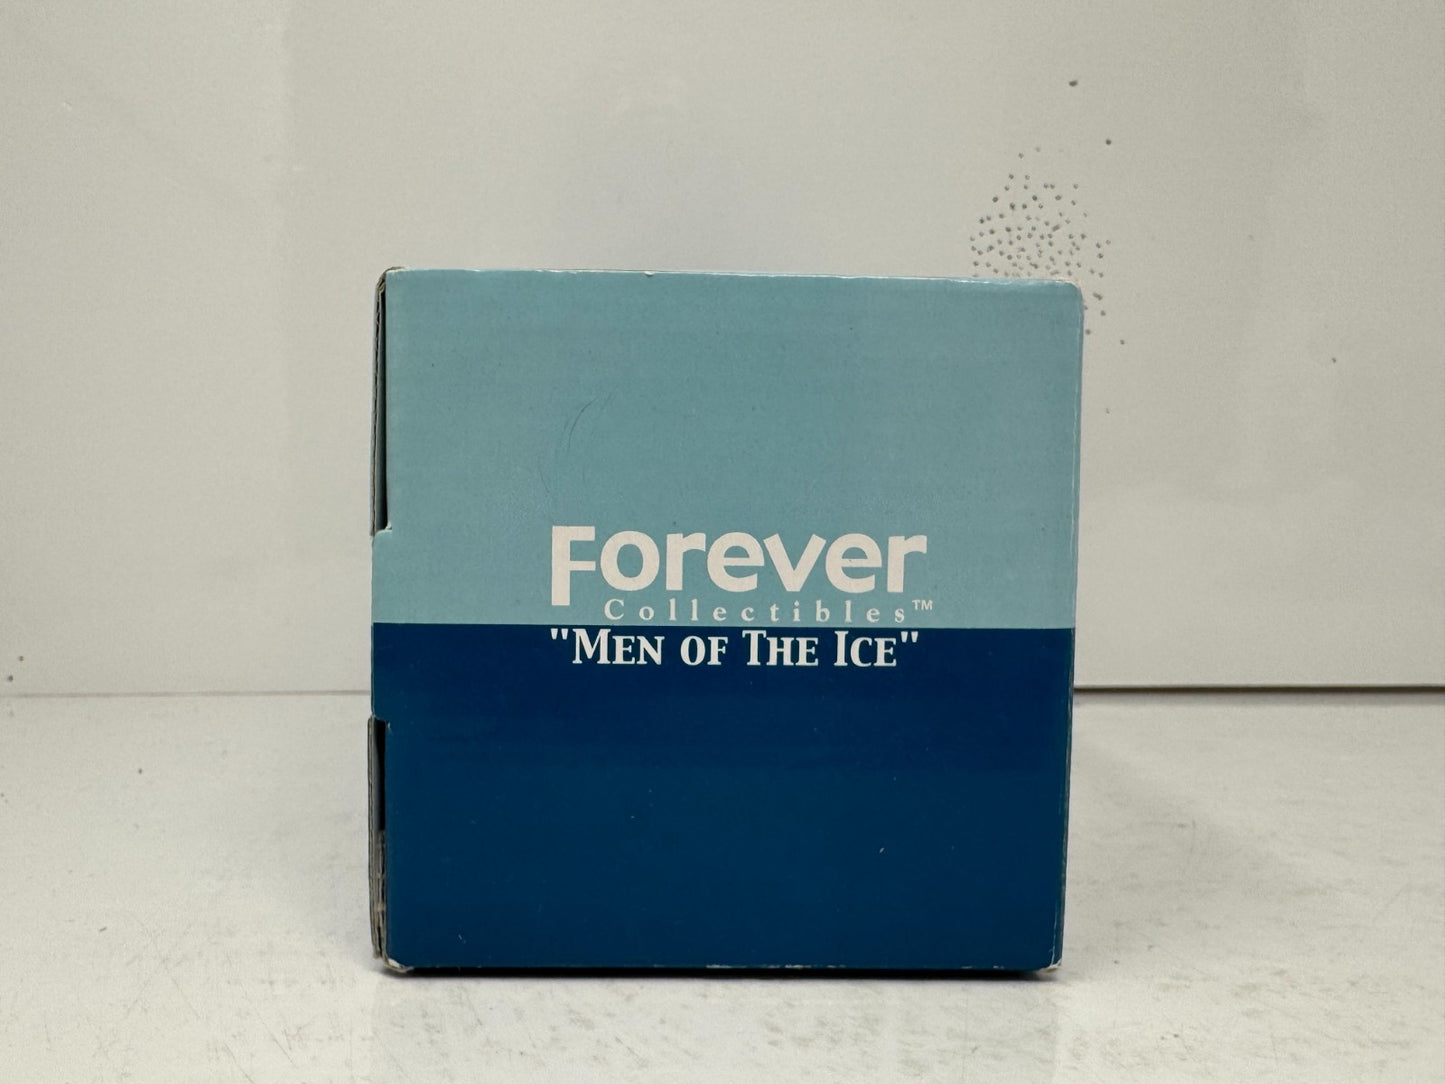 Forever
Collectibles™
"MEN OF THE ICE"